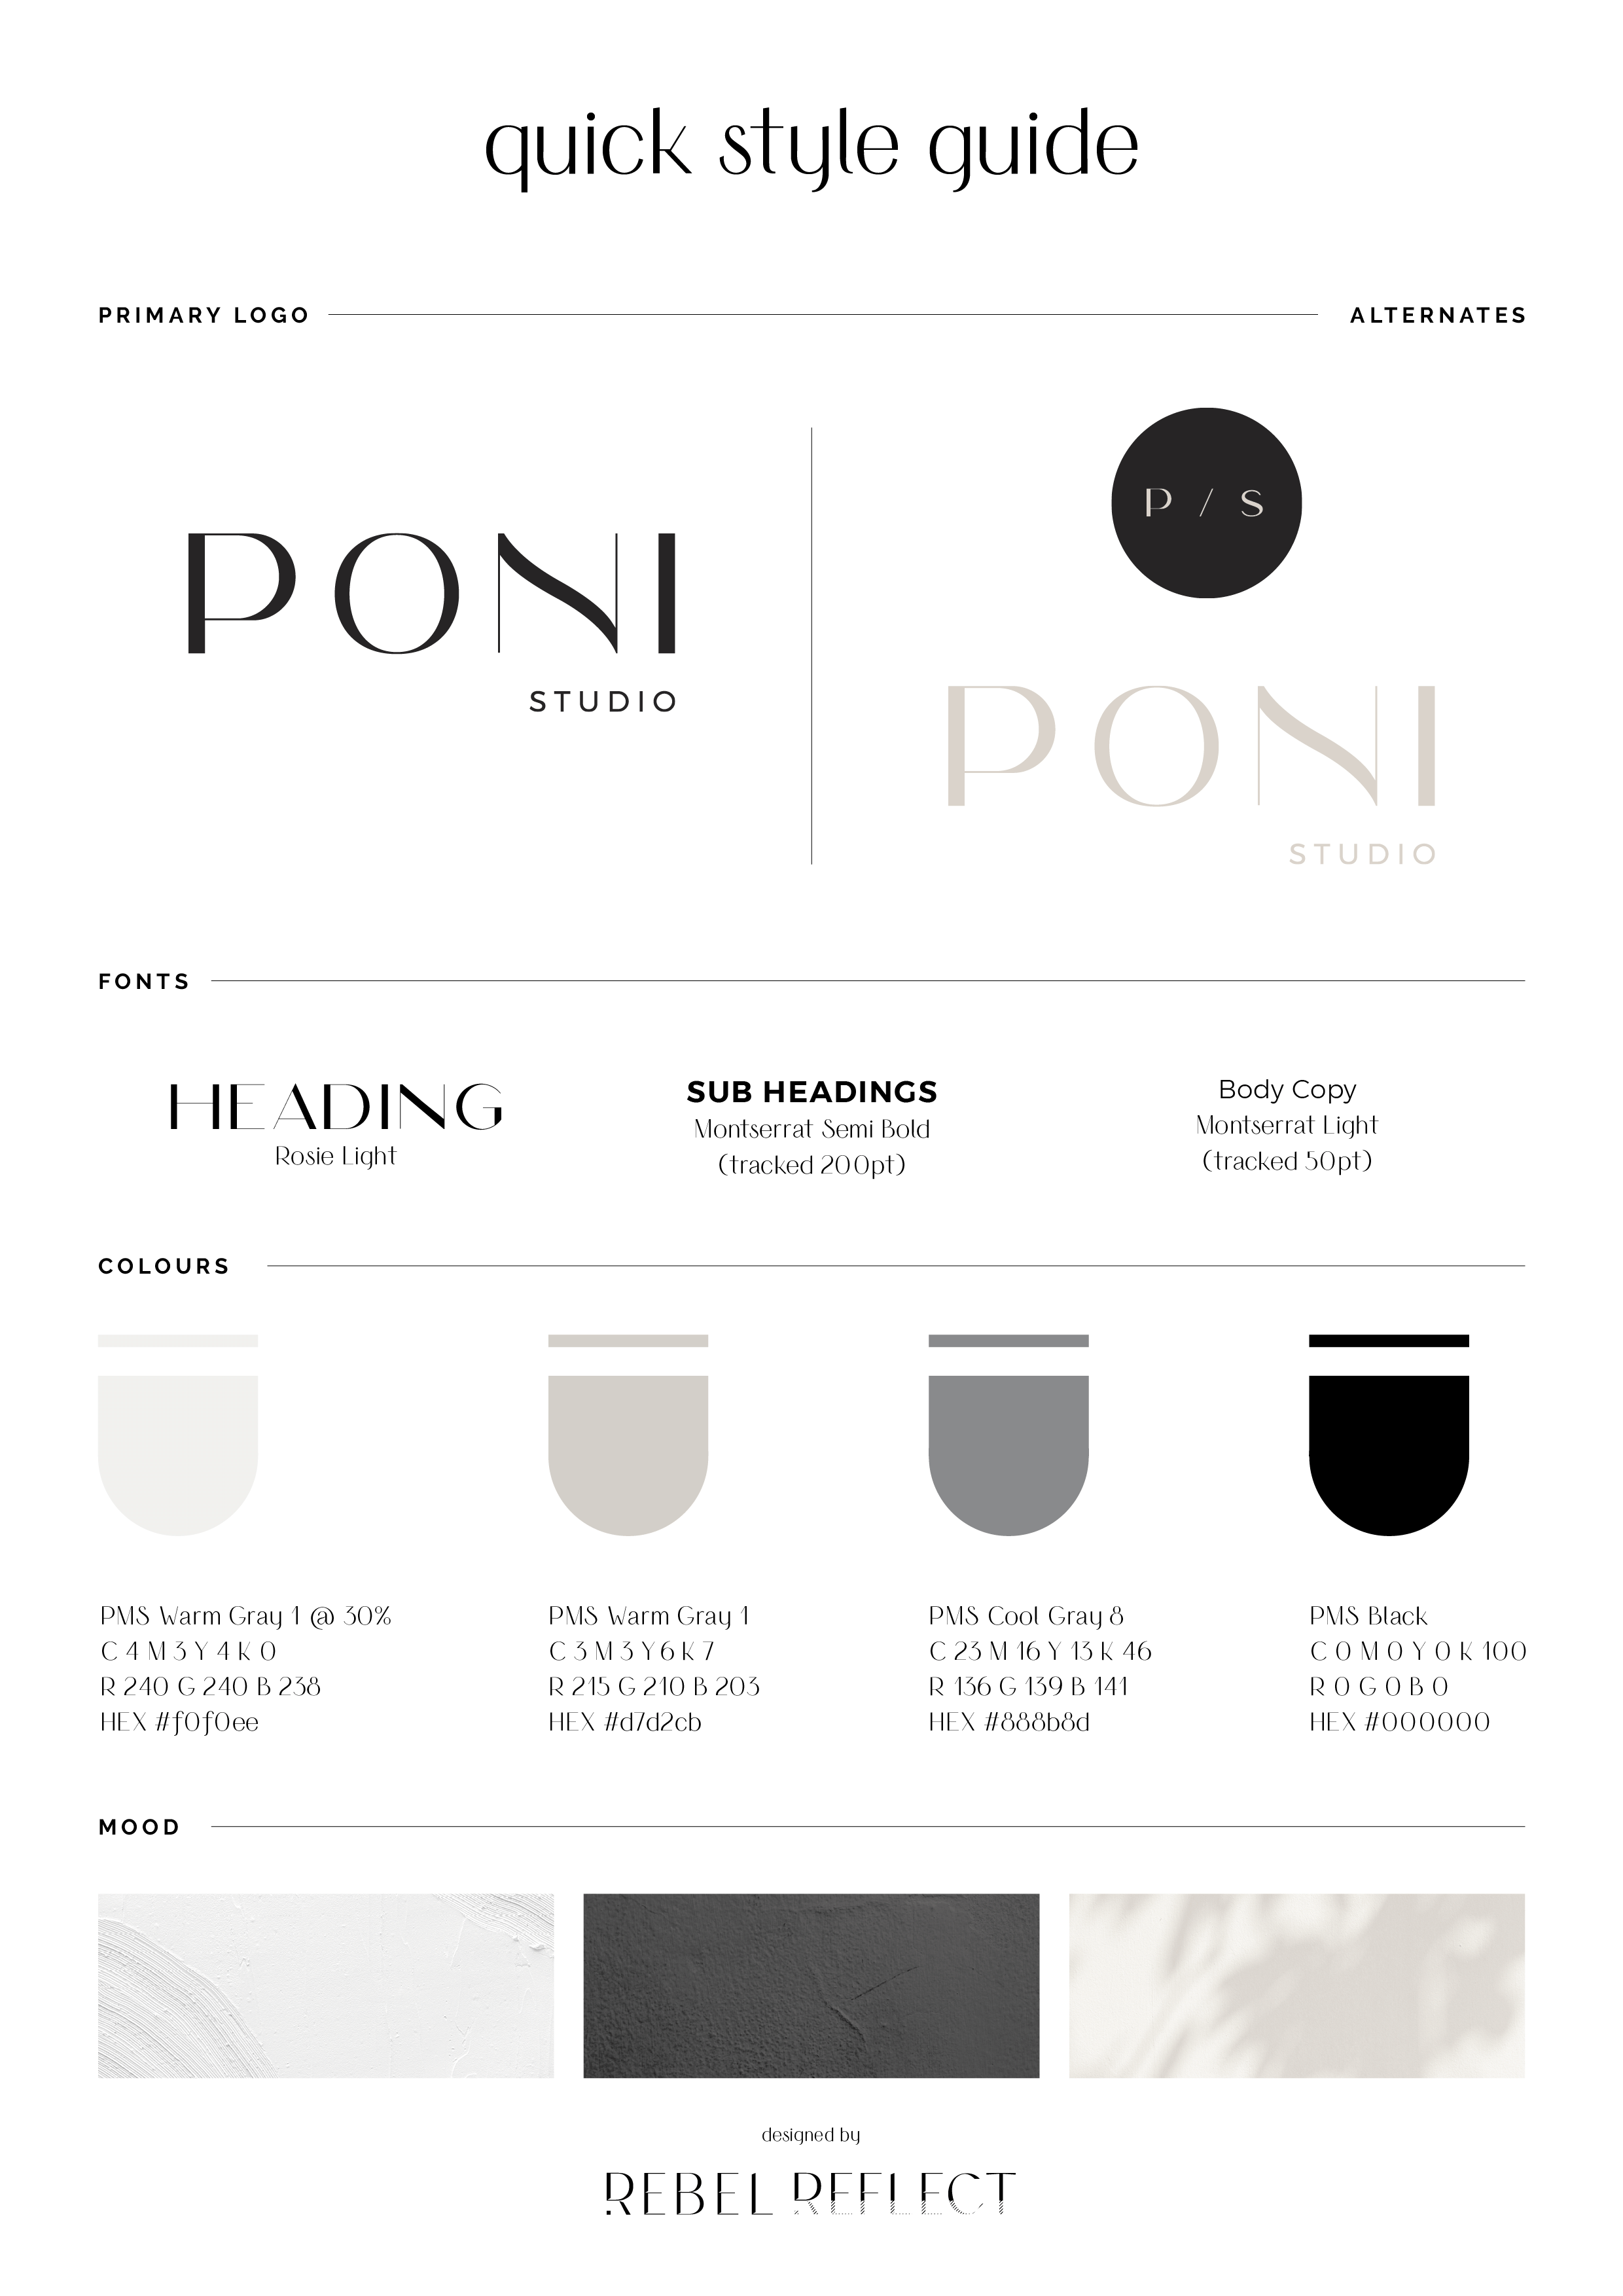 quick style guide
PRIMARY LOGO
ALTERNATES
PONI
STUDIO
P / S
PONI
STUDIO
FONTS
HEADING
Rosie Light
SUB HEADINGS
Montserrat Semi Bold
(tracked 200pt)
Body Copy
Montserrat Light
(tracked 50pt)
COLOURS
PMS Warm Gray 1 @ 30%
C 4 M 3 Y 4 K 0
R 240 G 240 B 238
HEX #f0f0ee
PMS Warm Gray 1
C 3 M 3 Y 6 K 7
R 215 G 210 B 203
HEX #d7d2cb
PMS Cool Gray 8
C 23 M 16 Y 13 K 46
R 136 G 139 B 141
HEX #888b8d
PMS Black
C 0 M 0 Y 0 K 100
R 0 G 0 B 0
HEX #000000
MOOD
designed by
REBEL REFLECT